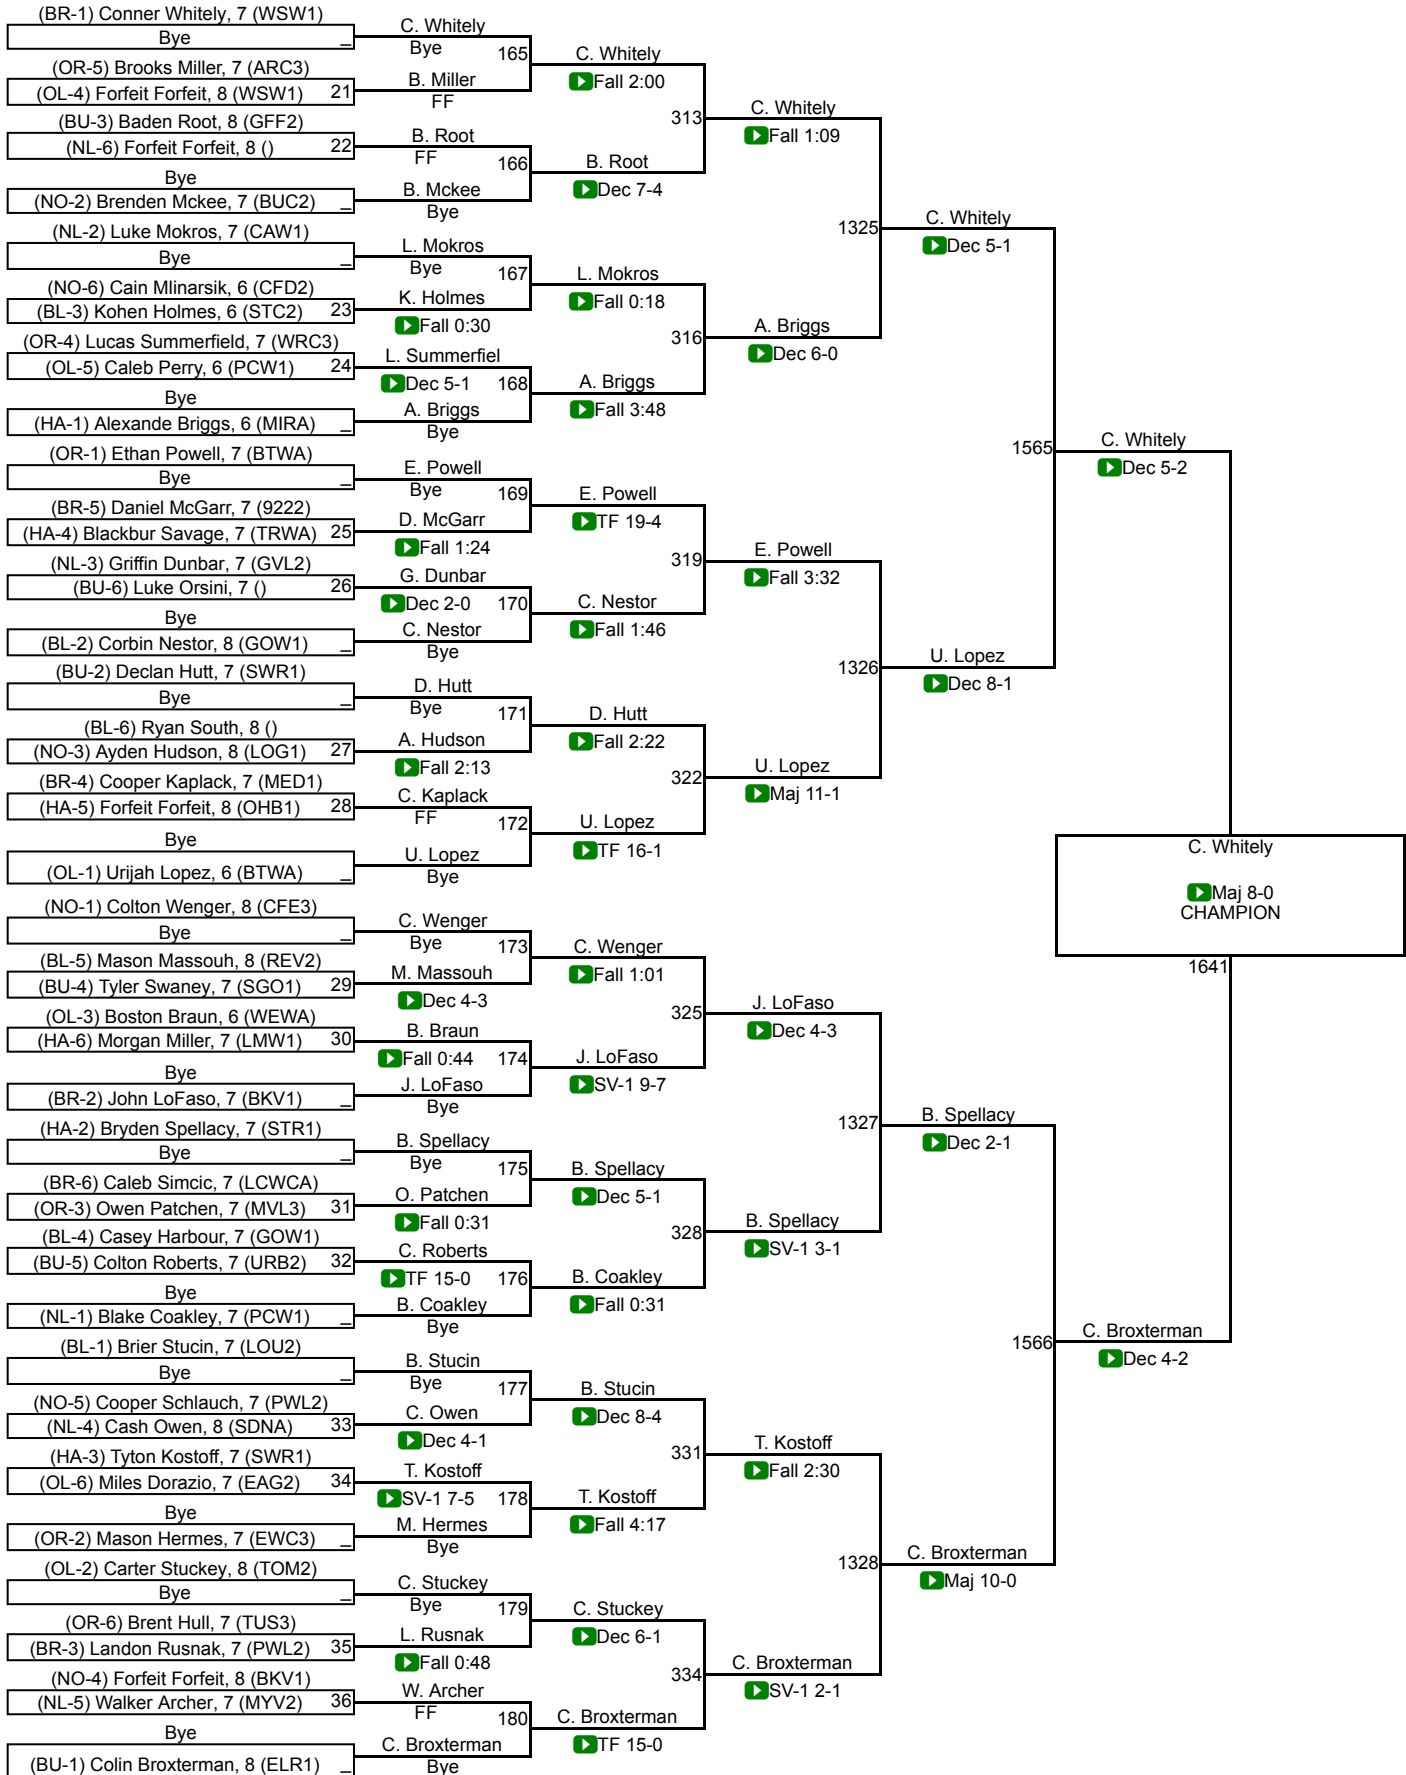 (BR-1) Conner Whitely, 7 (WSW1)
Bye _
(OR-5) Brooks Miller, 7 (ARC3)
(OL-4) Forfeit Forfeit, 8 (WSW1) 21
(BU-3) Baden Root, 8 (GFF2)
(NL-6) Forfeit Forfeit, 8 () 22
Bye
(NO-2) Brenden Mckee, 7 (BUC2) _
(NL-2) Luke Mokros, 7 (CAW1)
Bye _
(NO-6) Cain Mlinarsik, 6 (CFD2)
(BL-3) Kohen Holmes, 6 (STC2) 23
(OR-4) Lucas Summerfield, 7 (WRC3)
(OL-5) Caleb Perry, 6 (PCW1) 24
Bye
(HA-1) Alexande Briggs, 6 (MIRA) _
(OR-1) Ethan Powell, 7 (BTWA)
Bye _
(BR-5) Daniel McGarr, 7 (9222)
(HA-4) Blackbur Savage, 7 (TRWA) 25
(NL-3) Griffin Dunbar, 7 (GVL2)
(BU-6) Luke Orsini, 7 () 26
Bye
(BL-2) Corbin Nestor, 8 (GOW1) _
(BU-2) Declan Hutt, 7 (SWR1)
Bye _
(BL-6) Ryan South, 8 ()
(NO-3) Ayden Hudson, 8 (LOG1) 27
(BR-4) Cooper Kaplack, 7 (MED1)
(HA-5) Forfeit Forfeit, 8 (OHB1) 28
Bye
(OL-1) Urijah Lopez, 6 (BTWA) _
(NO-1) Colton Wenger, 8 (CFE3)
Bye _
(BL-5) Mason Massouh, 8 (REV2)
(BU-4) Tyler Swaney, 7 (SGO1) 29
(OL-3) Boston Braun, 6 (WEWA)
(HA-6) Morgan Miller, 7 (LMW1) 30
Bye
(BR-2) John LoFaso, 7 (BKV1) _
(HA-2) Bryden Spellacy, 7 (STR1)
Bye _
(BR-6) Caleb Simcic, 7 (LCWCA)
(OR-3) Owen Patchen, 7 (MVL3) 31
(BL-4) Casey Harbour, 7 (GOW1)
(BU-5) Colton Roberts, 7 (URB2) 32
Bye
(NL-1) Blake Coakley, 7 (PCW1) _
(BL-1) Brier Stucin, 7 (LOU2)
Bye _
(NO-5) Cooper Schlauch, 7 (PWL2)
(NL-4) Cash Owen, 8 (SDNA) 33
(HA-3) Tyton Kostoff, 7 (SWR1)
(OL-6) Miles Dorazio, 7 (EAG2) 34
Bye
(OR-2) Mason Hermes, 7 (EWC3) _
(OL-2) Carter Stuckey, 8 (TOM2)
Bye _
(OR-6) Brent Hull, 7 (TUS3)
(BR-3) Landon Rusnak, 7 (PWL2) 35
(NO-4) Forfeit Forfeit, 8 (BKV1)
(NL-5) Walker Archer, 7 (MYV2) 36
Bye
(BU-1) Colin Broxterman, 8 (ELR1) _
C. Whitely
Bye 165
B. Miller
FF
B. Root
FF 166
B. Mckee
Bye
L. Mokros
Bye 167
K. Holmes
Fall 0:30
L. Summerfiel
Dec 5-1 168
A. Briggs
Bye
E. Powell
Bye 169
D. McGarr
Fall 1:24
G. Dunbar
Dec 2-0 170
C. Nestor
Bye
D. Hutt
Bye 171
A. Hudson
Fall 2:13
C. Kaplack
FF 172
U. Lopez
Bye
C. Wenger
Bye 173
M. Massouh
Dec 4-3
B. Braun
Fall 0:44 174
J. LoFaso
Bye
B. Spellacy
Bye 175
O. Patchen
Fall 0:31
C. Roberts
TF 15-0 176
B. Coakley
Bye
B. Stucin
Bye 177
C. Owen
Dec 4-1
T. Kostoff
SV-1 7-5 178
M. Hermes
Bye
C. Stuckey
Bye 179
L. Rusnak
Fall 0:48
W. Archer
FF 180
C. Broxterman
Bye
C. Whitely
Fall 2:00
313
B. Root
Dec 7-4
L. Mokros
Fall 0:18
316
A. Briggs
Fall 3:48
E. Powell
TF 19-4
319
C. Nestor
Fall 1:46
D. Hutt
Fall 2:22
322
U. Lopez
TF 16-1
C. Wenger
Fall 1:01
325
J. LoFaso
SV-1 9-7
B. Spellacy
Dec 5-1
328
B. Coakley
Fall 0:31
B. Stucin
Dec 8-4
331
T. Kostoff
Fall 4:17
C. Stuckey
Dec 6-1
334
C. Broxterman
TF 15-0
C. Whitely
Fall 1:09
1325
A. Briggs
Dec 6-0
E. Powell
Fall 3:32
1326
U. Lopez
Maj 11-1
J. LoFaso
Dec 4-3
1327
B. Spellacy
SV-1 3-1
T. Kostoff
Fall 2:30
1328
C. Broxterman
SV-1 2-1
C. Whitely
Dec 5-1
1565
U. Lopez
Dec 8-1
B. Spellacy
Dec 2-1
1566
C. Broxterman
Maj 10-0
C. Whitely
Dec 5-2
C. Broxterman
Dec 4-2
C. Whitely
Maj 8-0
CHAMPION
1641